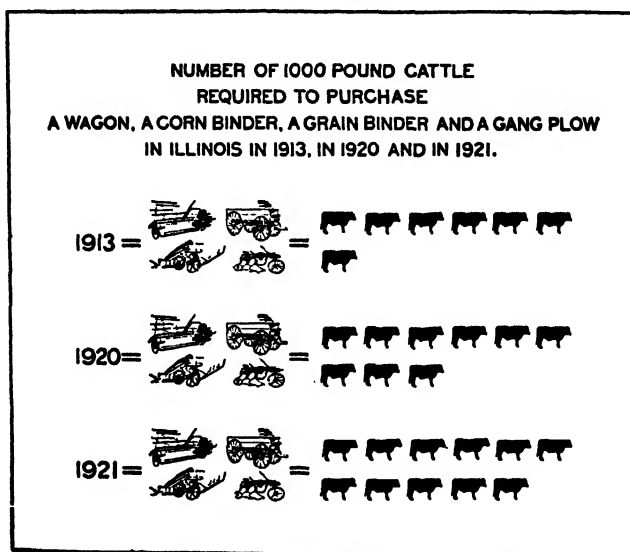 NUMBER OF 1000 POUND CATTLE
REQUIRED TO PURCHASE
A WAGON, A CORN BINDER, A GRAIN BINDER AND A GANG PLOW
IN ILLINOIS IN 1913, IN 1920 AND IN 1921.
1913 = =
1920 = =
1921 = =